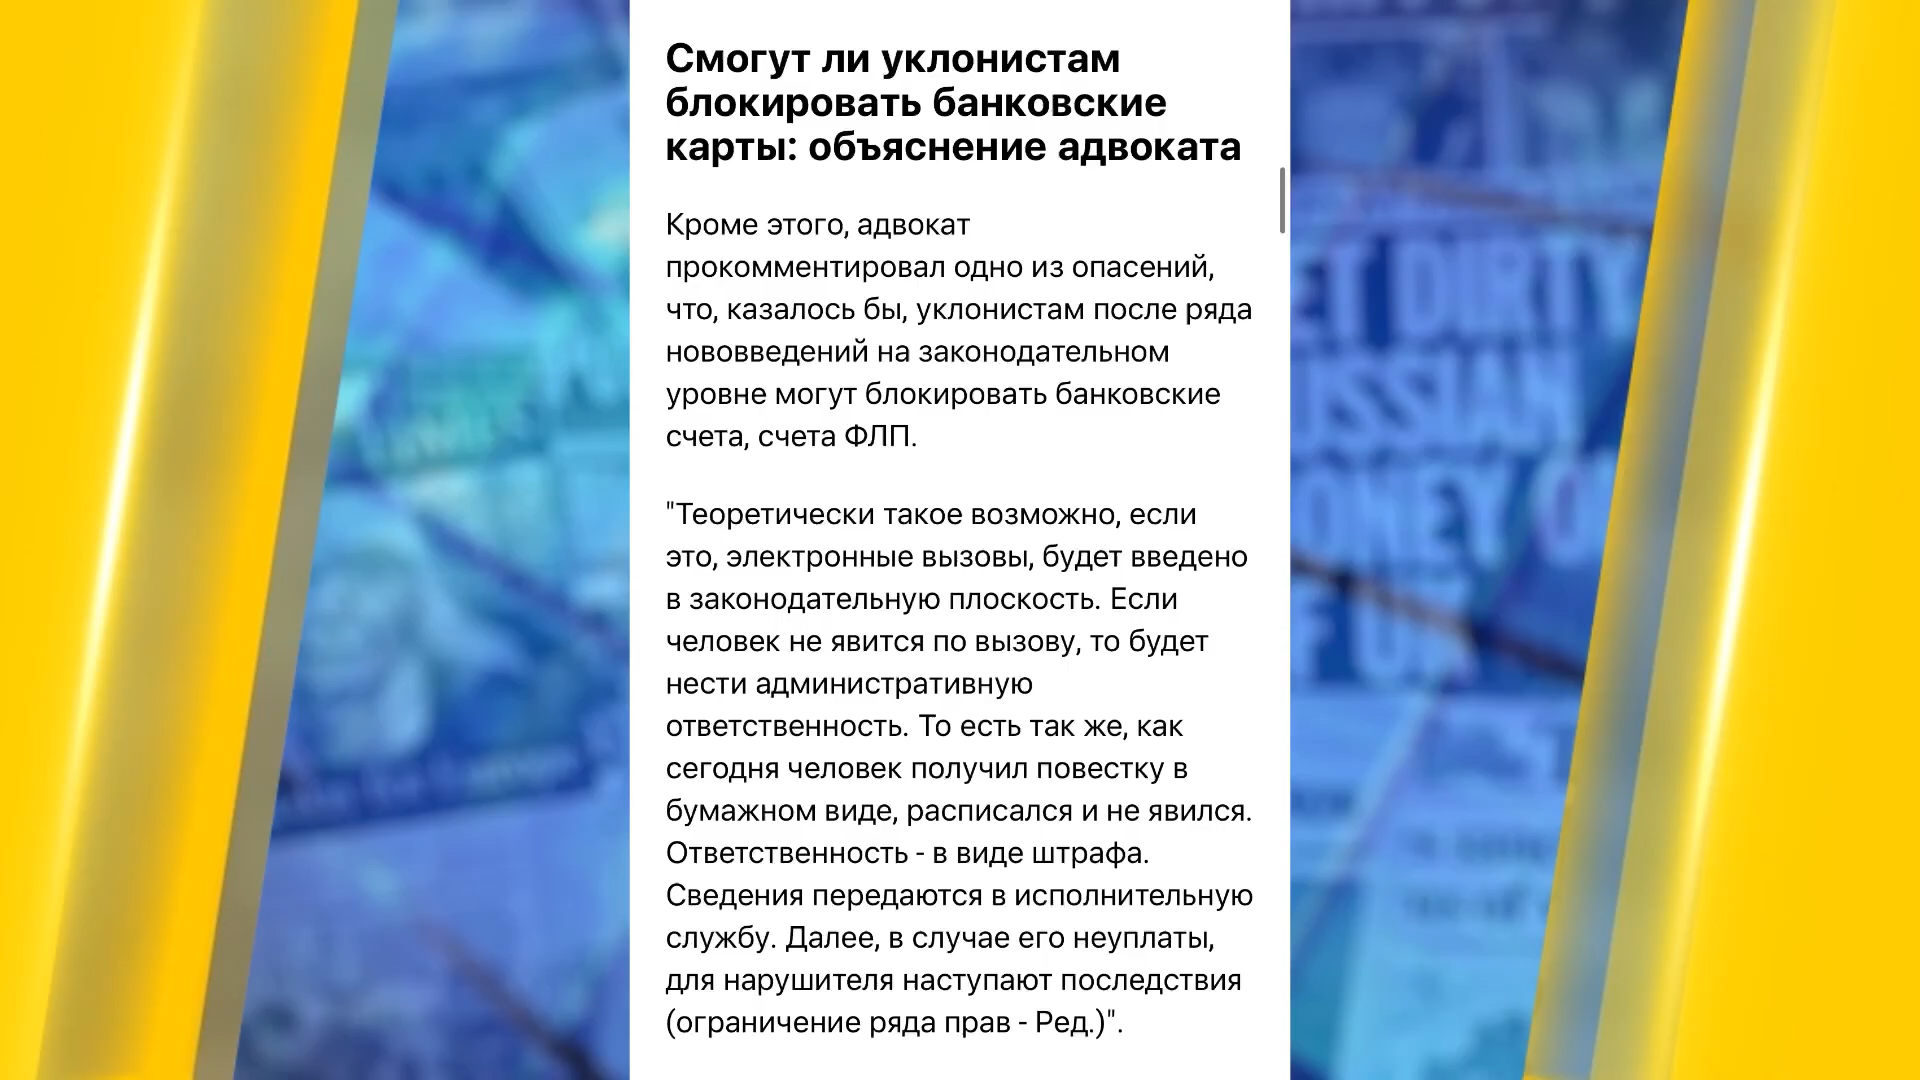 Смогут ли уклонистам
блокировать банковские
карты: объяснение адвоката
Кроме этого, адвокат
прокомментировал одно из опасений,
что, казалось бы, уклонистам после ряда
нововведений на законодательном
уровне могут блокировать банковские
счета, счета ФЛП.
"Теоретически такое возможно, если
это, электронные вызовы, будет введено
в законодательную плоскость. Если
человек не явится по вызову, то будет
нести административную
ответственность. То есть так же, как
сегодня человек получил повестку в
бумажном виде, расписался и не явился.
Ответственность - в виде штрафа.
Сведения передаются в исполнительную
службу. Далее, в случае его неуплаты,
для нарушителя наступают последствия
(ограничение ряда прав - Ред.)".
ET DIRTY
USSIAN
ONEY